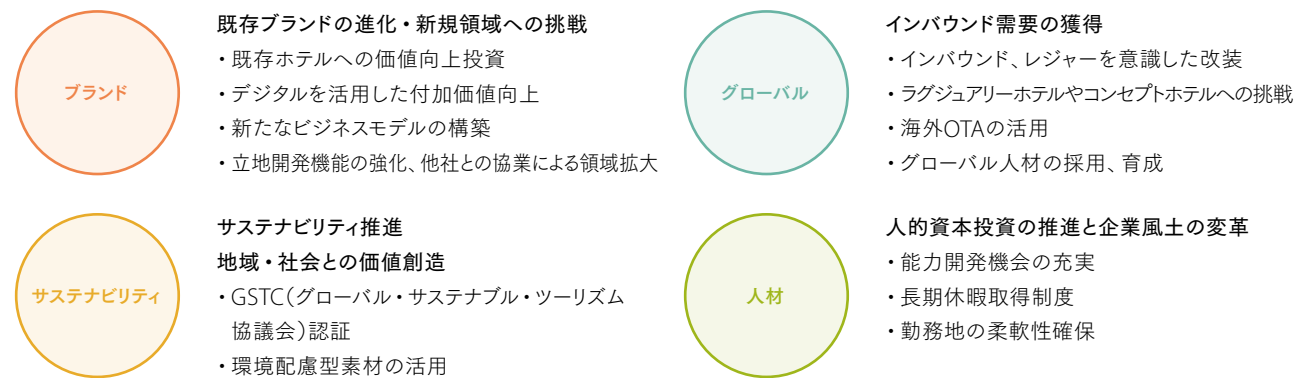 ブランド
既存ブランドの進化・新規領域への挑戦
・既存ホテルへの価値向上投資
・デジタルを活用した付加価値向上
・新たなビジネスモデルの構築
・立地開発機能の強化、他社との協業による領域拡大
グローバル
インバウンド需要の獲得
・インバウンド、レジャーを意識した改装
・ラグジュアリーホテルやコンセプトホテルへの挑戦
・海外OTAの活用
・グローバル人材の採用、育成
サステナビリティ
サステナビリティ推進
地域・社会との価値創造
・GSTC(グローバル・サステナブル・ツーリズム
協議会)認証
・環境配慮型素材の活用
人材
人的資本投資の推進と企業風土の変革
・能力開発機会の充実
・長期休暇取得制度
・勤務地の柔軟性確保